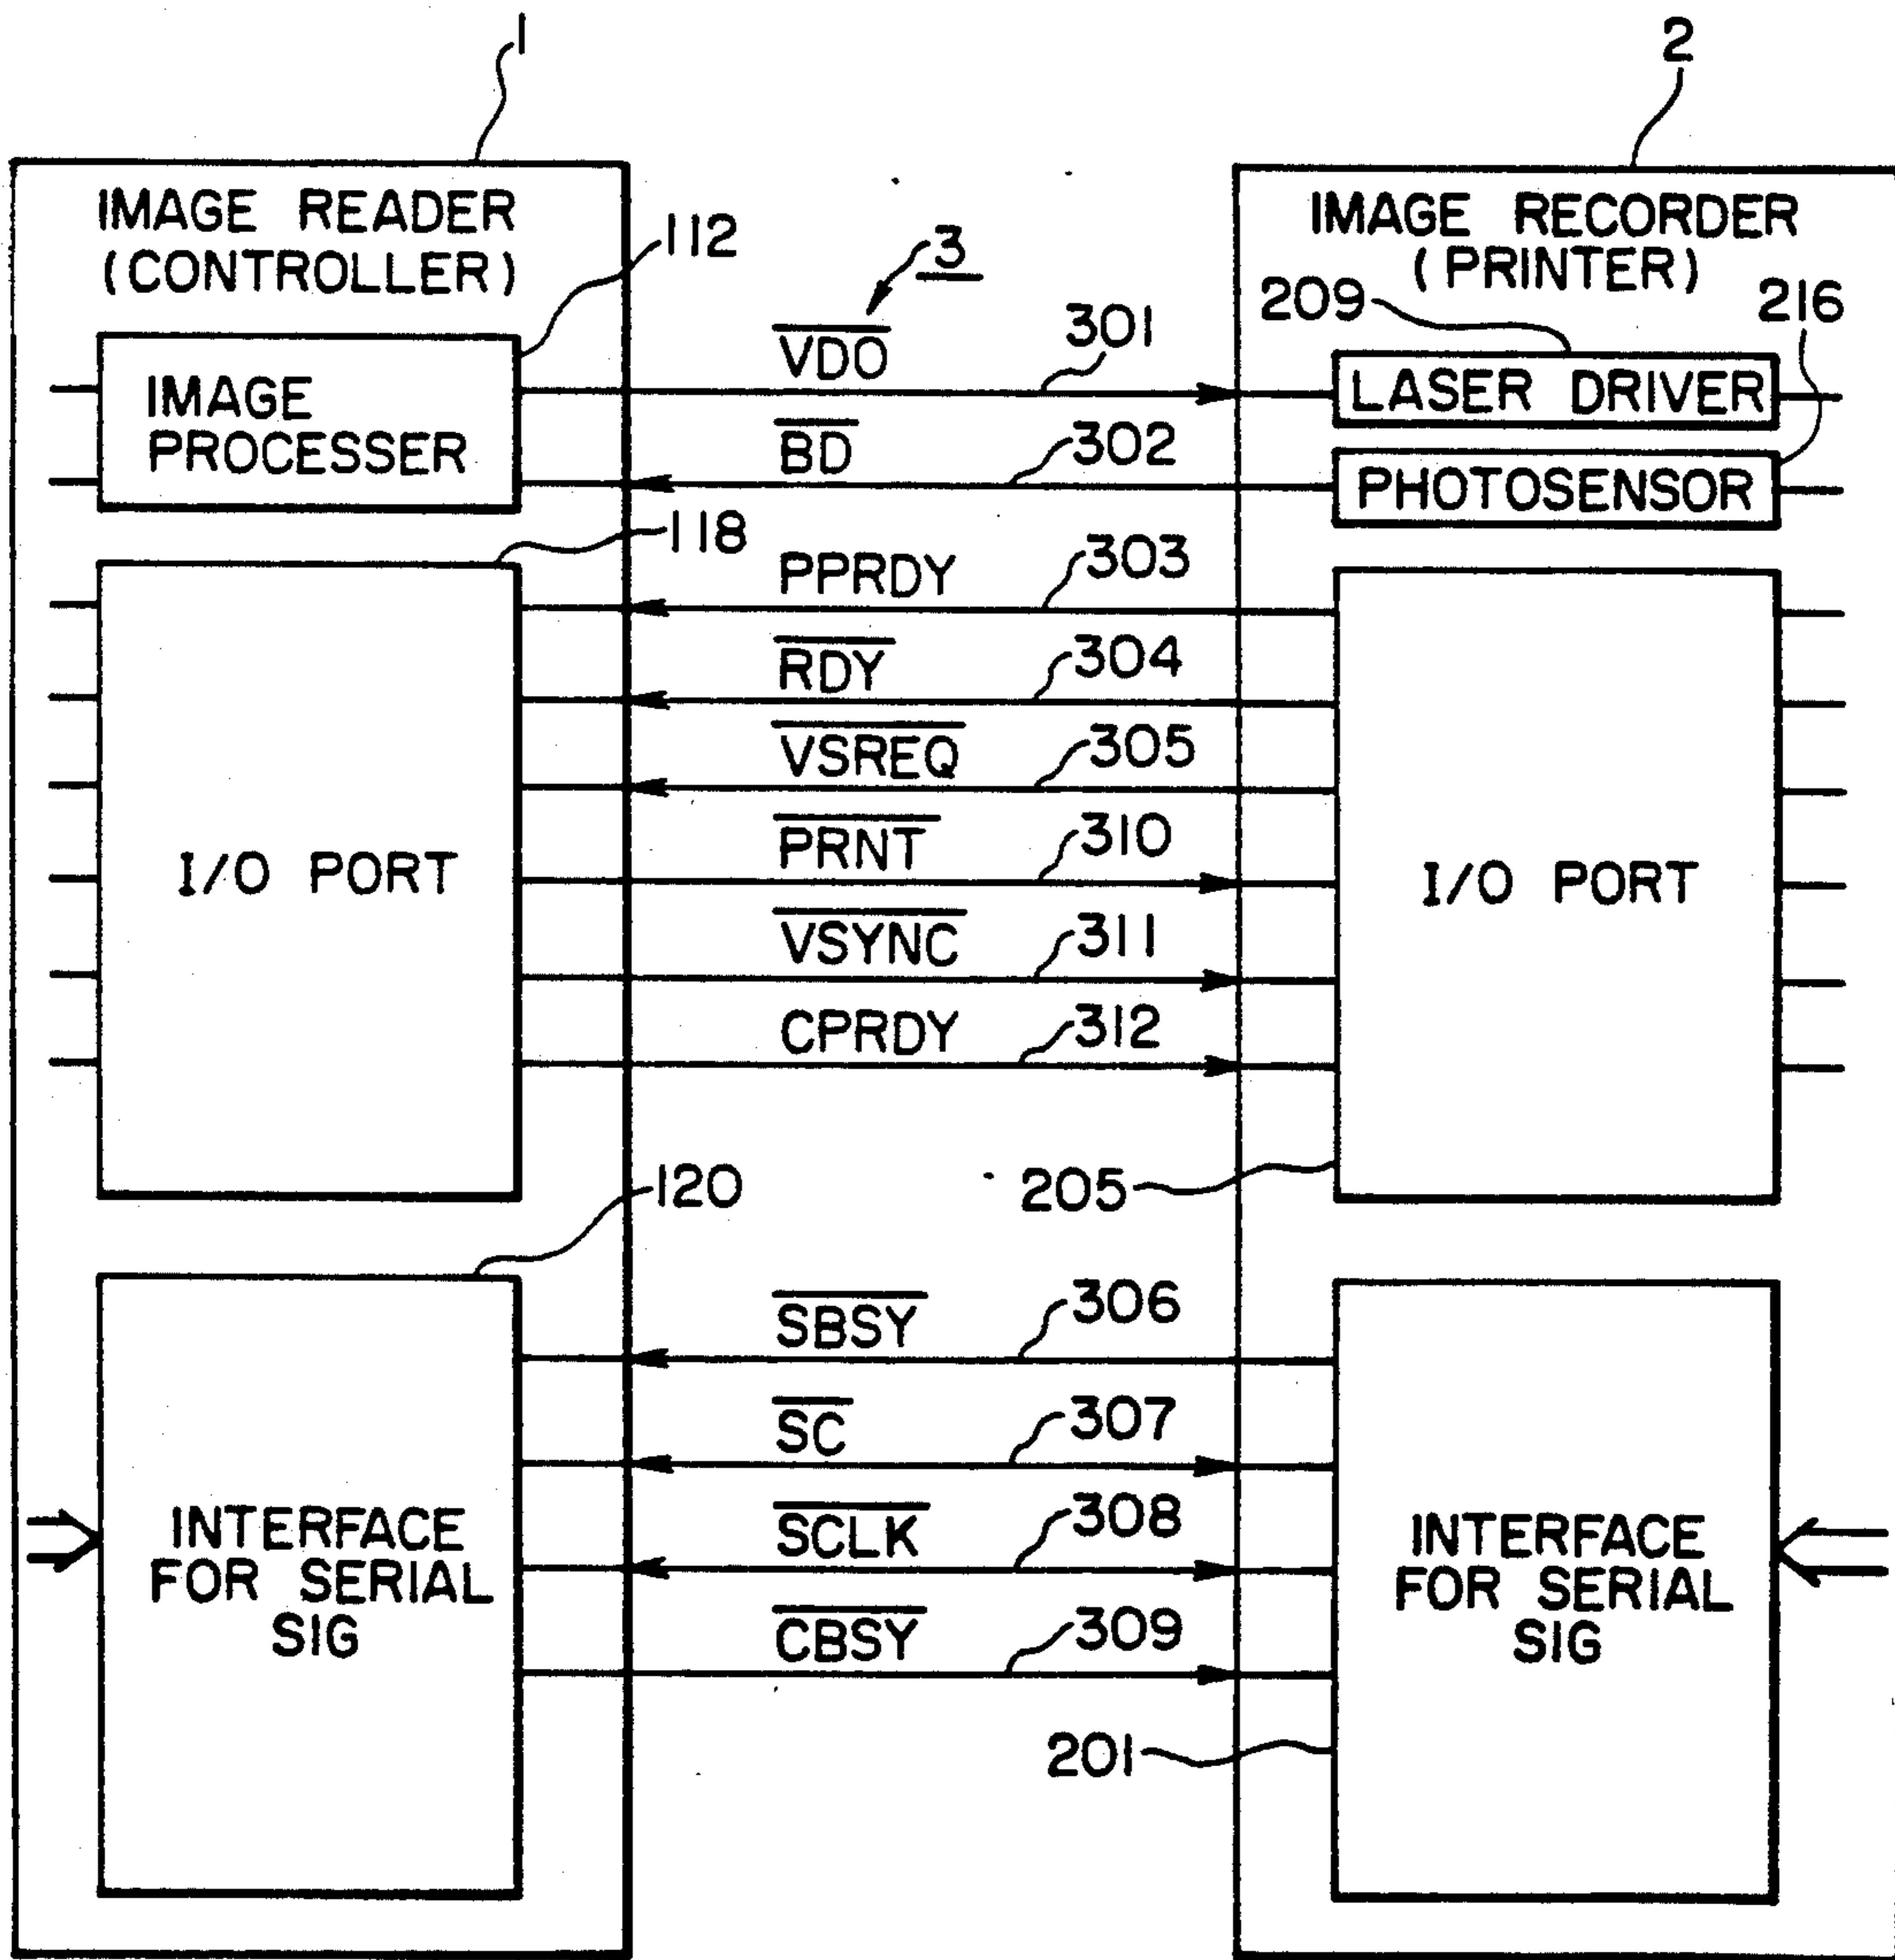 1
2
IMAGE READER
(CONTROLLER)
112
3
IMAGE RECORDER
(PRINTER)
209
216
VDO
301
IMAGE
PROCESSER
LASER DRIVER
BD
302
PHOTOSENSOR
118
PPRDY
303
RDY
304
VSREQ
305
PRNT
310
I/O PORT
I/O PORT
VSYNC
311
CPRDY
312
120
205
SBSY
306
SC
307
SCLK
308
INTERFACE
FOR SERIAL
SIG
INTERFACE
FOR SERIAL
SIG
CBSY
309
201